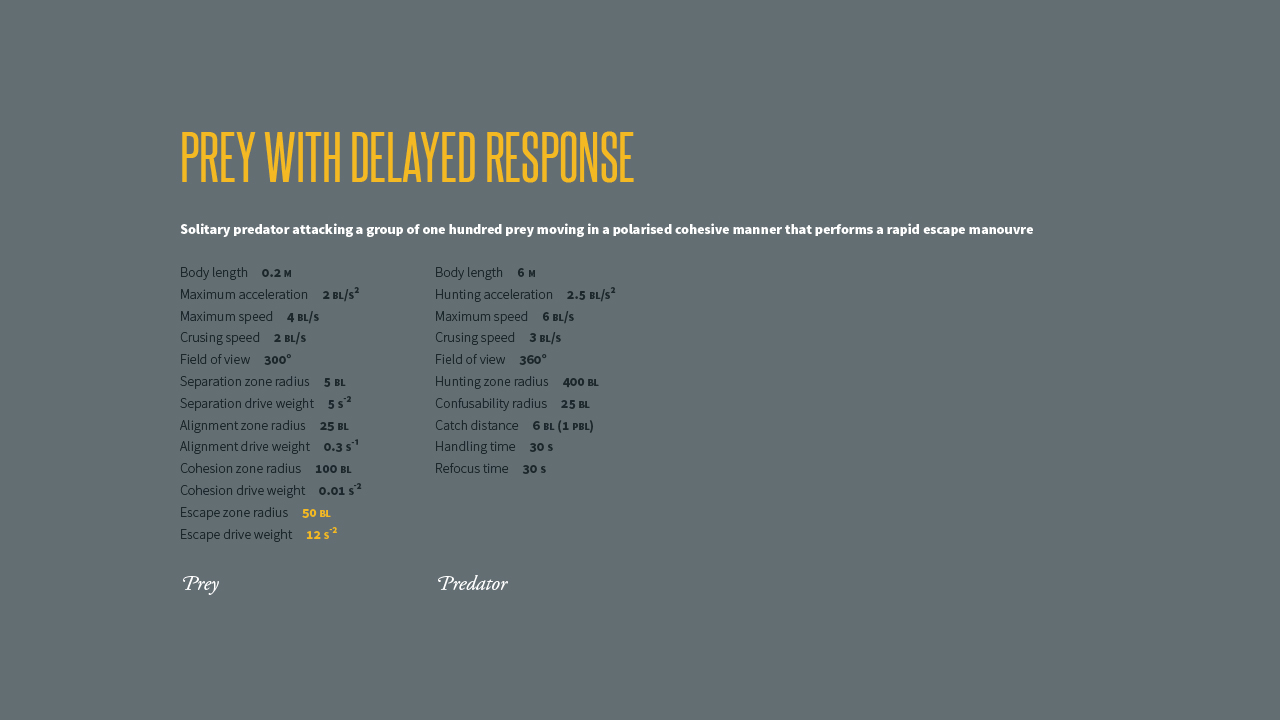 PREY WITH DELAYED RESPONSE
Solitary predator attacking a group of one hundred prey moving in a polarised cohesive manner that performs a rapid escape manouvre
Body length 0.2 M
Maximum acceleration 2 BL/S²
Maximum speed 4 BL/S
Crusing speed 2 BL/S
Field of view 300°
Separation zone radius 5 BL
Separation drive weight 5 S⁻²
Alignment zone radius 25 BL
Alignment drive weight 0.3 S⁻¹
Cohesion zone radius 100 BL
Cohesion drive weight 0.01 S⁻²
Escape zone radius 50 BL
Escape drive weight 12 S⁻²
Prey
Body length 6 M
Hunting acceleration 2.5 BL/S²
Maximum speed 6 BL/S
Crusing speed 3 BL/S
Field of view 360°
Hunting zone radius 400 BL
Confusability radius 25 BL
Catch distance 6 BL (1 PBL)
Handling time 30 S
Refocus time 30 S
Predator